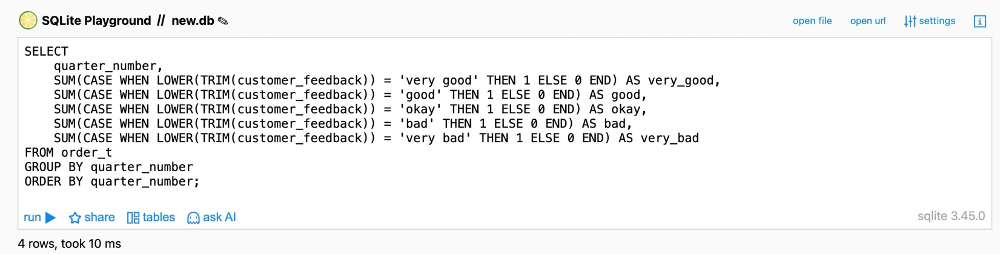 SQLite Playground // new.db ✎ open file open url settings i
SELECT
    quarter_number,
    SUM(CASE WHEN LOWER(TRIM(customer_feedback)) = 'very good' THEN 1 ELSE 0 END) AS very_good,
    SUM(CASE WHEN LOWER(TRIM(customer_feedback)) = 'good' THEN 1 ELSE 0 END) AS good,
    SUM(CASE WHEN LOWER(TRIM(customer_feedback)) = 'okay' THEN 1 ELSE 0 END) AS okay,
    SUM(CASE WHEN LOWER(TRIM(customer_feedback)) = 'bad' THEN 1 ELSE 0 END) AS bad,
    SUM(CASE WHEN LOWER(TRIM(customer_feedback)) = 'very bad' THEN 1 ELSE 0 END) AS very_bad
FROM order_t
GROUP BY quarter_number
ORDER BY quarter_number;
run share tables ask AI sqlite 3.45.0
4 rows, took 10 ms